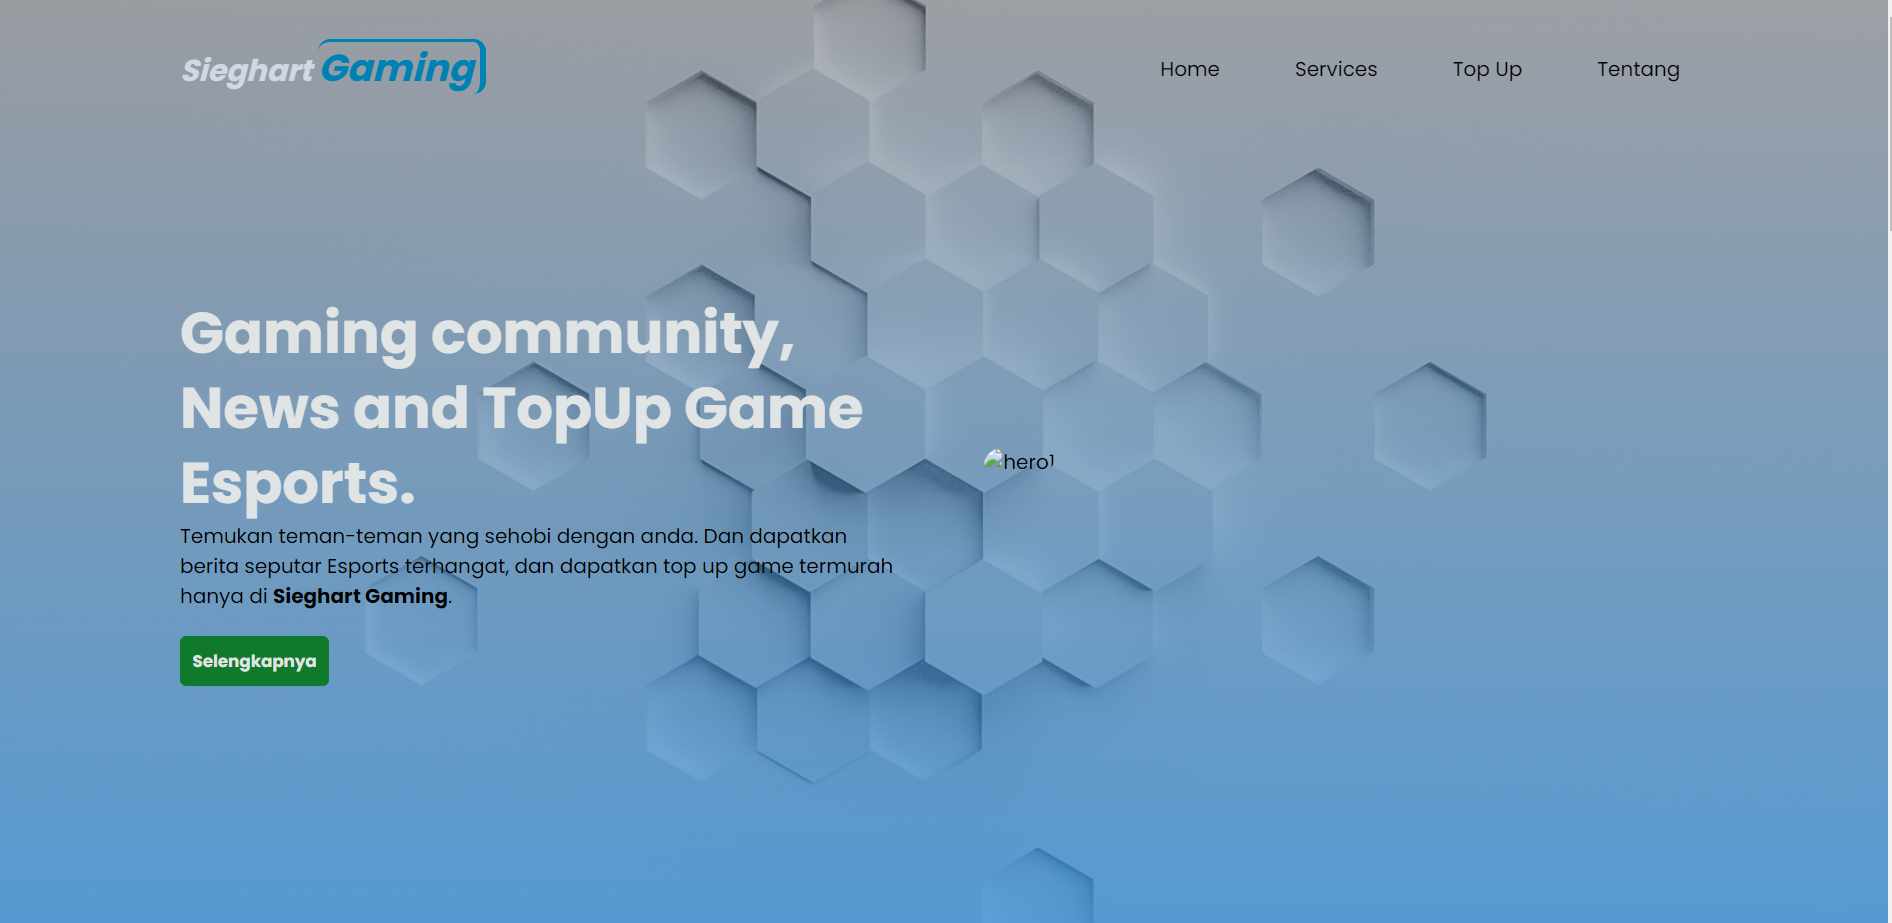 Sieghart Gaming
Home Services Top Up Tentang
Gaming community,
News and TopUp Game
Esports.
Temukan teman-teman yang sehobi dengan anda. Dan dapatkan
berita seputar Esports terhangat, dan dapatkan top up game termurah
hanya di Sieghart Gaming.
Selengkapnya
hero1